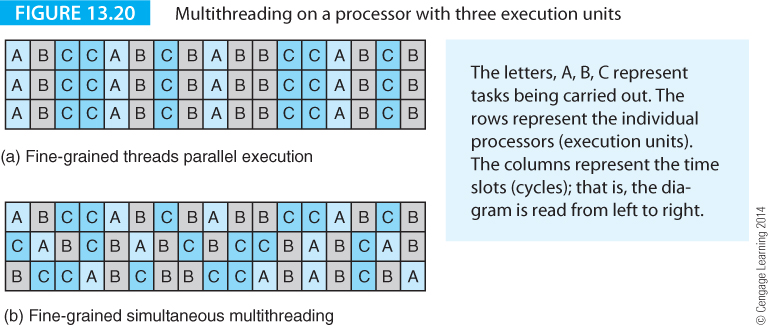 FIGURE 13.20 Multithreading on a processor with three execution units
A B C C A B C B A B B C C A B C B
A B C C A B C B A B B C C A B C B
A B C C A B C B A B B C C A B C B
(a) Fine-grained threads parallel execution
A B C C A B C B A B B C C A B C B
C A B C B A B C B C C B A B C A B
B C C A B C B B C C A B A B C B A
(b) Fine-grained simultaneous multithreading
The letters, A, B, C represent
tasks being carried out. The
rows represent the individual
processors (execution units).
The columns represent the time
slots (cycles); that is, the dia-
gram is read from left to right.
© Cengage Learning 2014